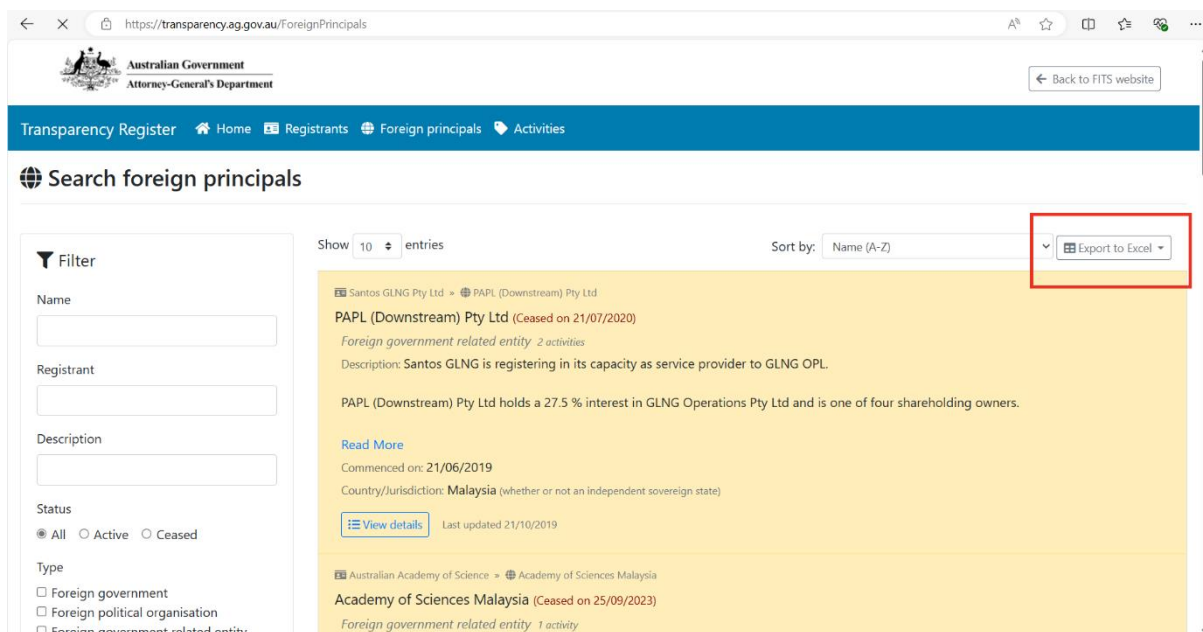 https://transparency.ag.gov.au/ForeignPrincipals
Australian Government
Attorney-General's Department
Back to FITS website
Transparency Register Home Registrants Foreign principals Activities
Search foreign principals
Filter
Name
Registrant
Description
Status
All Active Ceased
Type
Foreign government
Foreign political organisation
Foreign government related entity
Show 10 entries
Sort by: Name (A-Z)
Export to Excel
Santos GLNG Pty Ltd » PAPL (Downstream) Pty Ltd
PAPL (Downstream) Pty Ltd (Ceased on 21/07/2020)
Foreign government related entity 2 activities
Description: Santos GLNG is registering in its capacity as service provider to GLNG OPL.
PAPL (Downstream) Pty Ltd holds a 27.5 % interest in GLNG Operations Pty Ltd and is one of four shareholding owners.
Read More
Commenced on: 21/06/2019
Country/Jurisdiction: Malaysia (whether or not an independent sovereign state)
View details Last updated 21/10/2019
Australian Academy of Science » Academy of Sciences Malaysia
Academy of Sciences Malaysia (Ceased on 25/09/2023)
Foreign government related entity 1 activity